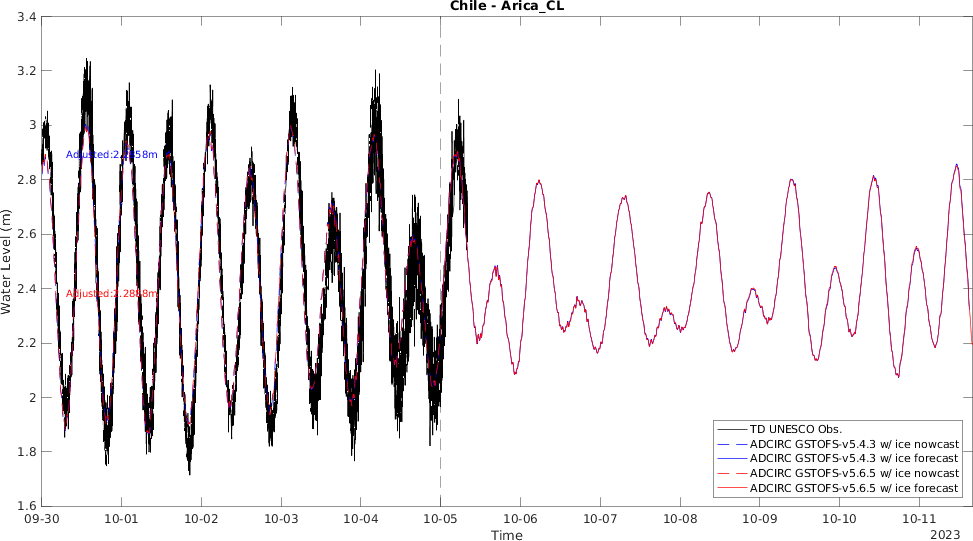 Chile - Arica_CL
3.4
3.2
3
2.8
2.6
2.4
2.2
2
1.8
1.6
Water Level (m)
Adjusted:
Adjusted:2.2888m
09-30
10-01
10-02
10-03
10-04
10-05
10-06
10-07
10-08
10-09
10-10
10-11
2023
Time
TD UNESCO Obs.
ADCIRC GSTOFS-v5.4.3 w/ ice nowcast
ADCIRC GSTOFS-v5.4.3 w/ ice forecast
ADCIRC GSTOFS-v5.6.5 w/ ice nowcast
ADCIRC GSTOFS-v5.6.5 w/ ice forecast